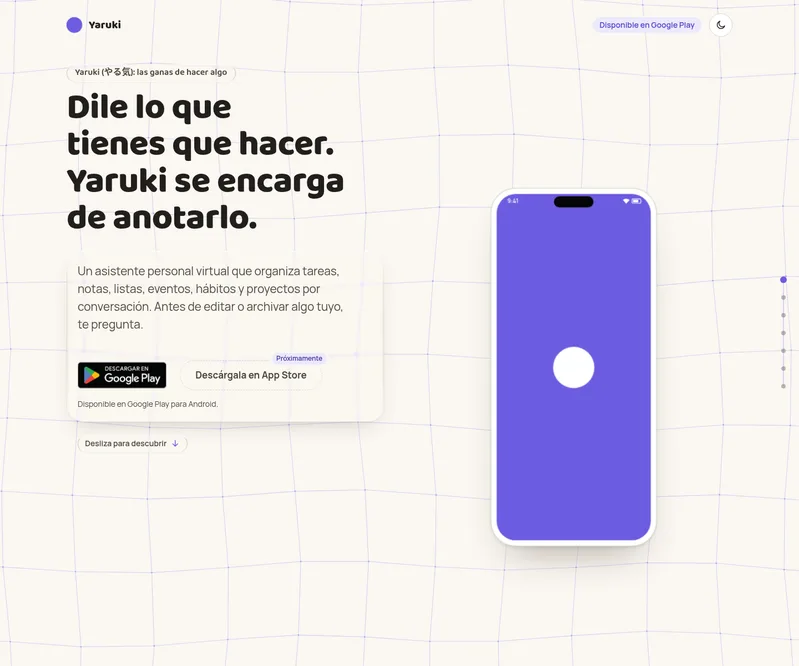 Yaruki
Disponible en Google Play
Yaruki (やる気): las ganas de hacer algo
Dile lo que
tienes que hacer.
Yaruki se encarga
de anotarlo.
Un asistente personal virtual que organiza tareas,
notas, listas, eventos, hábitos y proyectos por
conversación. Antes de editar o archivar algo tuyo,
te pregunta.
Próximamente
DESCARGAR EN
Google Play
Descárgala en App Store
Disponible en Google Play para Android.
Desliza para descubrir ↓
9:41